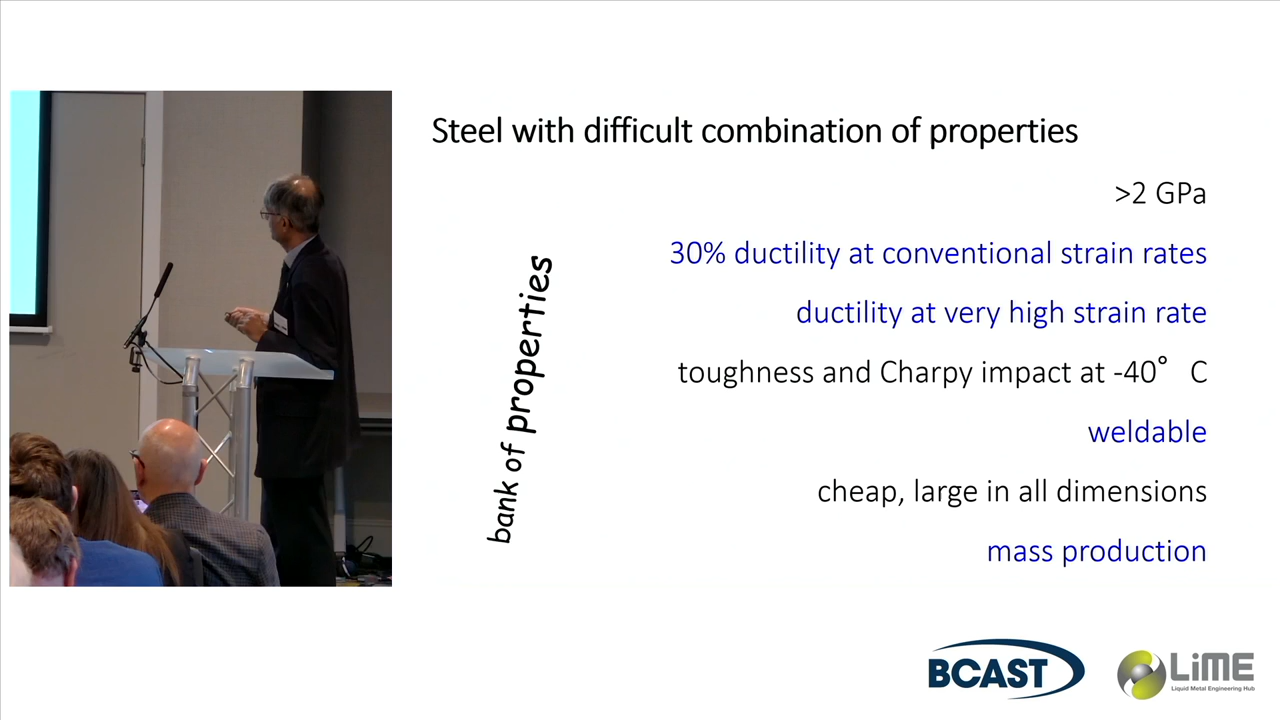 Steel with difficult combination of properties
>2 GPa
30% ductility at conventional strain rates
ductility at very high strain rate
toughness and Charpy impact at -40° C
weldable
cheap, large in all dimensions
mass production
bank of properties
BCAST
LiME
Liquid Metal Engineering Hub